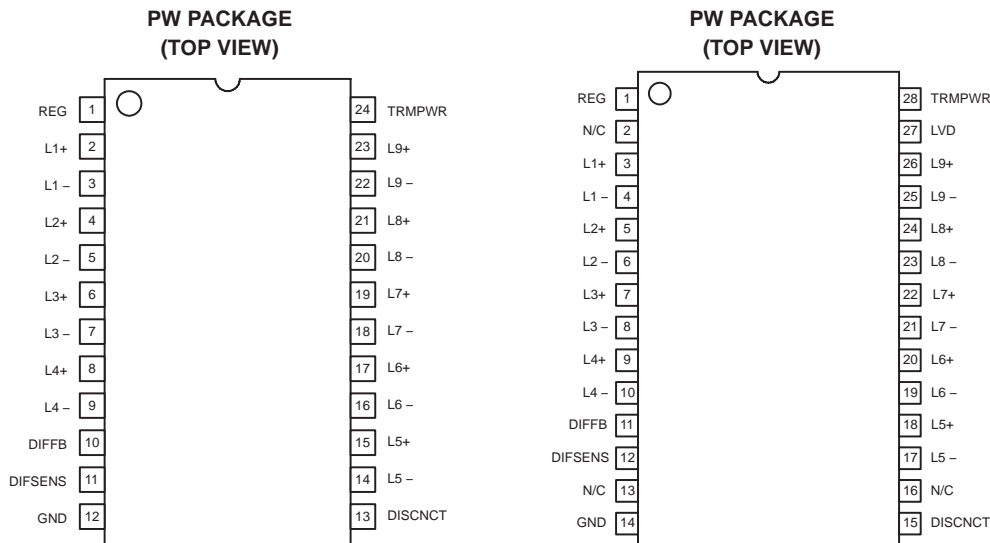 PW PACKAGE
(TOP VIEW)
REG 1 24 TRMPWR
L1+ 2 23 L9+
L1 – 3 22 L9 –
L2+ 4 21 L8+
L2 – 5 20 L8 –
L3+ 6 19 L7+
L3 – 7 18 L7 –
L4+ 8 17 L6+
L4 – 9 16 L6 –
DIFFB 10 15 L5+
DIFSENS 11 14 L5 –
GND 12 13 DISCNCT
PW PACKAGE
(TOP VIEW)
REG 1 28 TRMPWR
N/C 2 27 LVD
L1+ 3 26 L9+
L1 – 4 25 L9 –
L2+ 5 24 L8+
L2 – 6 23 L8 –
L3+ 7 22 L7+
L3 – 8 21 L7 –
L4+ 9 20 L6+
L4 – 10 19 L6 –
DIFFB 11 18 L5+
DIFSENS 12 17 L5 –
N/C 13 16 N/C
GND 14 15 DISCNCT